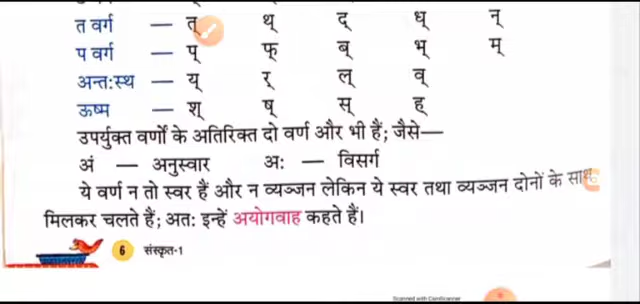 त वर्ग — त् थ् द् ध् न्
प वर्ग — प् फ् ब् भ् म्
अन्त:स्थ — य् र् ल् व्
ऊष्म — श् ष् स् ह्
उपर्युक्त वर्णों के अतिरिक्त दो वर्ण और भी हैं; जैसे—
अं — अनुस्वार अ: — विसर्ग
ये वर्ण न तो स्वर हैं और न व्यञ्जन लेकिन ये स्वर तथा व्यञ्जन दोनों के साथ
मिलकर चलते हैं; अत: इन्हें अयोगवाह कहते हैं।
6 संस्कृत-1
Scanned with CamScanner